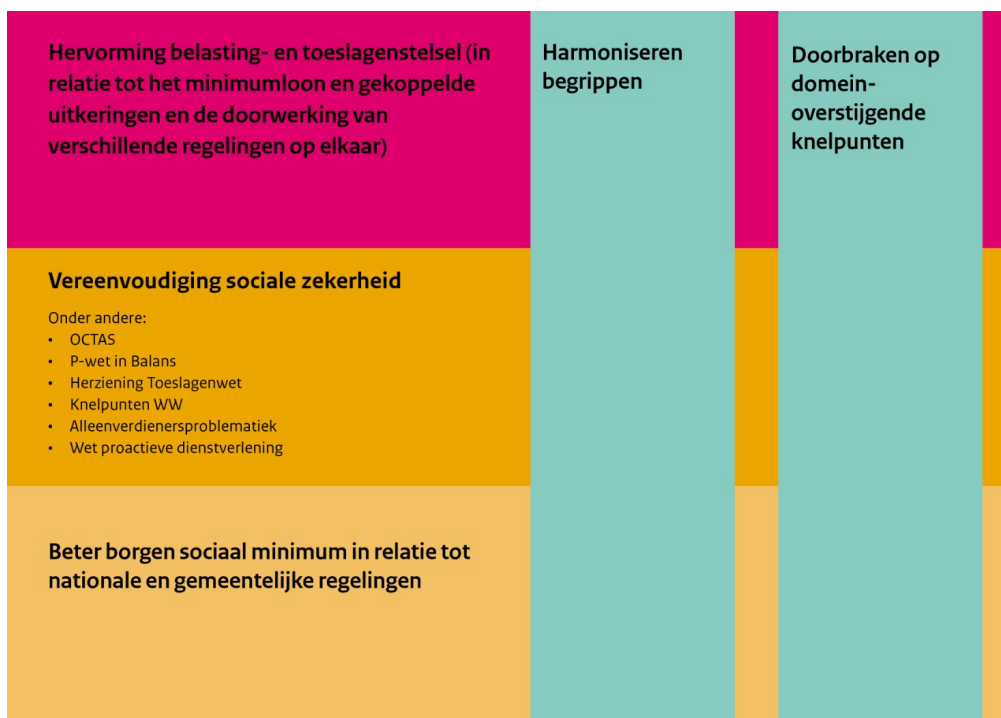 Hervorming belasting- en toeslagenstelsel (in
relatie tot het minimumloon en gekoppelde
uitkeringen en de doorwerking van
verschillende regelingen op elkaar)
Harmoniseren
begrippen
Doorbraken op
domein-
overstijgende
knelpunten
Vereenvoudiging sociale zekerheid
Onder andere:
• OCTAS
• P-wet in Balans
• Herziening Toeslagenwet
• Knelpunten WW
• Alleenverdienersproblematiek
• Wet proactieve dienstverlening
Beter borgen sociaal minimum in relatie tot
nationale en gemeentelijke regelingen